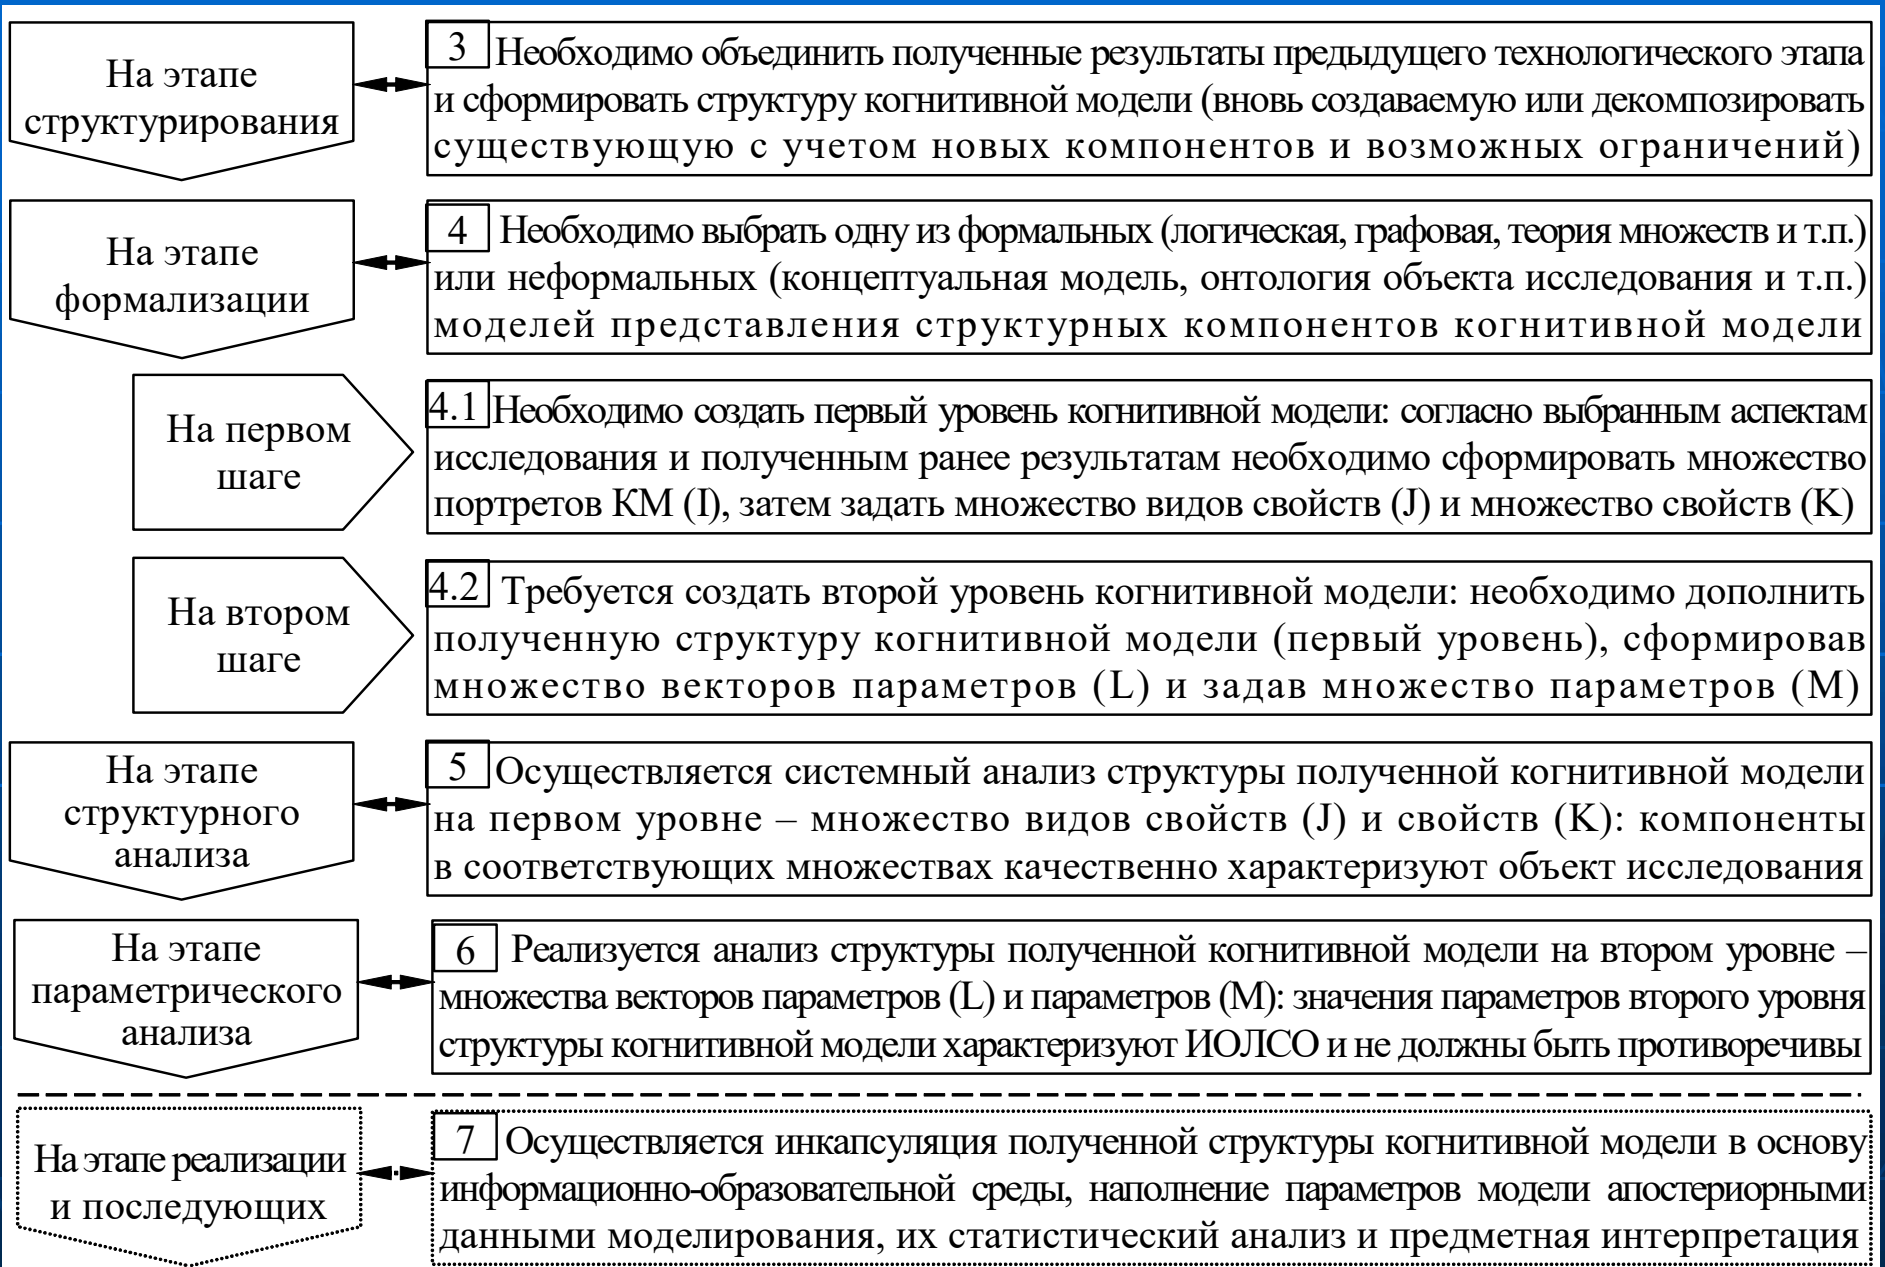 На этапе
структурирования
3 Необходимо объединить полученные результаты предыдущего технологического этапа
и сформировать структуру когнитивной модели (вновь создаваемую или декомпозировать
существующую с учетом новых компонентов и возможных ограничений)
На этапе
формализации
4 Необходимо выбрать одну из формальных (логическая, графовая, теория множеств и т.п.)
или неформальных (концептуальная модель, онтология объекта исследования и т.п.)
моделей представления структурных компонентов когнитивной модели
На первом
шаге
4.1 Необходимо создать первый уровень когнитивной модели: согласно выбранным аспектам
исследования и полученным ранее результатам необходимо сформировать множество
портретов КМ (I), затем задать множество видов свойств (J) и множество свойств (K)
На втором
шаге
4.2 Требуется создать второй уровень когнитивной модели: необходимо дополнить
полученную структуру когнитивной модели (первый уровень), сформировав
множество векторов параметров (L) и задав множество параметров (M)
На этапе
структурного
анализа
5 Осуществляется системный анализ структуры полученной когнитивной модели
на первом уровне – множество видов свойств (J) и свойств (K): компоненты
в соответствующих множествах качественно характеризуют объект исследования
На этапе
параметрического
анализа
6 Реализуется анализ структуры полученной когнитивной модели на втором уровне –
множества векторов параметров (L) и параметров (M): значения параметров второго уровня
структуры когнитивной модели характеризуют ИОЛСО и не должны быть противоречивы
На этапе реализации
и последующих
7 Осуществляется инкапсуляция полученной структуры когнитивной модели в основу
информационно-образовательной среды, наполнение параметров модели апостериорными
данными моделирования, их статистический анализ и предметная интерпретация